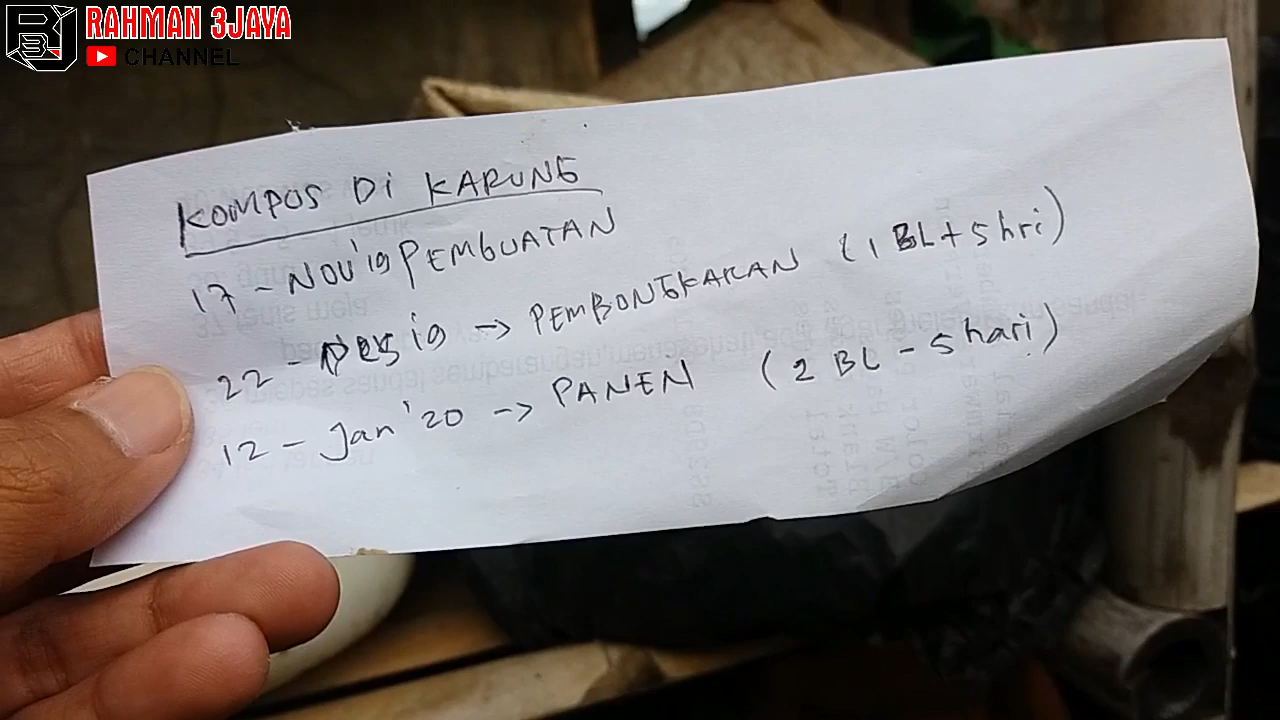 RAHMAN 3JAYA
CHANNEL
KOMPOS Di KARUNG
17 - NOV'19 PEMBUATAN
22 - Des 19 -> PEMBONGKARAN (1 BL + 5 hri)
12 - Jan '20 -> PANEN (2 BL - 5 hari)